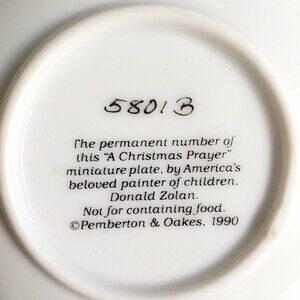 5801B
The permanent number of
this "A Christmas Prayer"
miniature plate, by America's
beloved painter of children,
Donald Zolan.
Not for containing food.
©Pemberton & Oakes, 1990